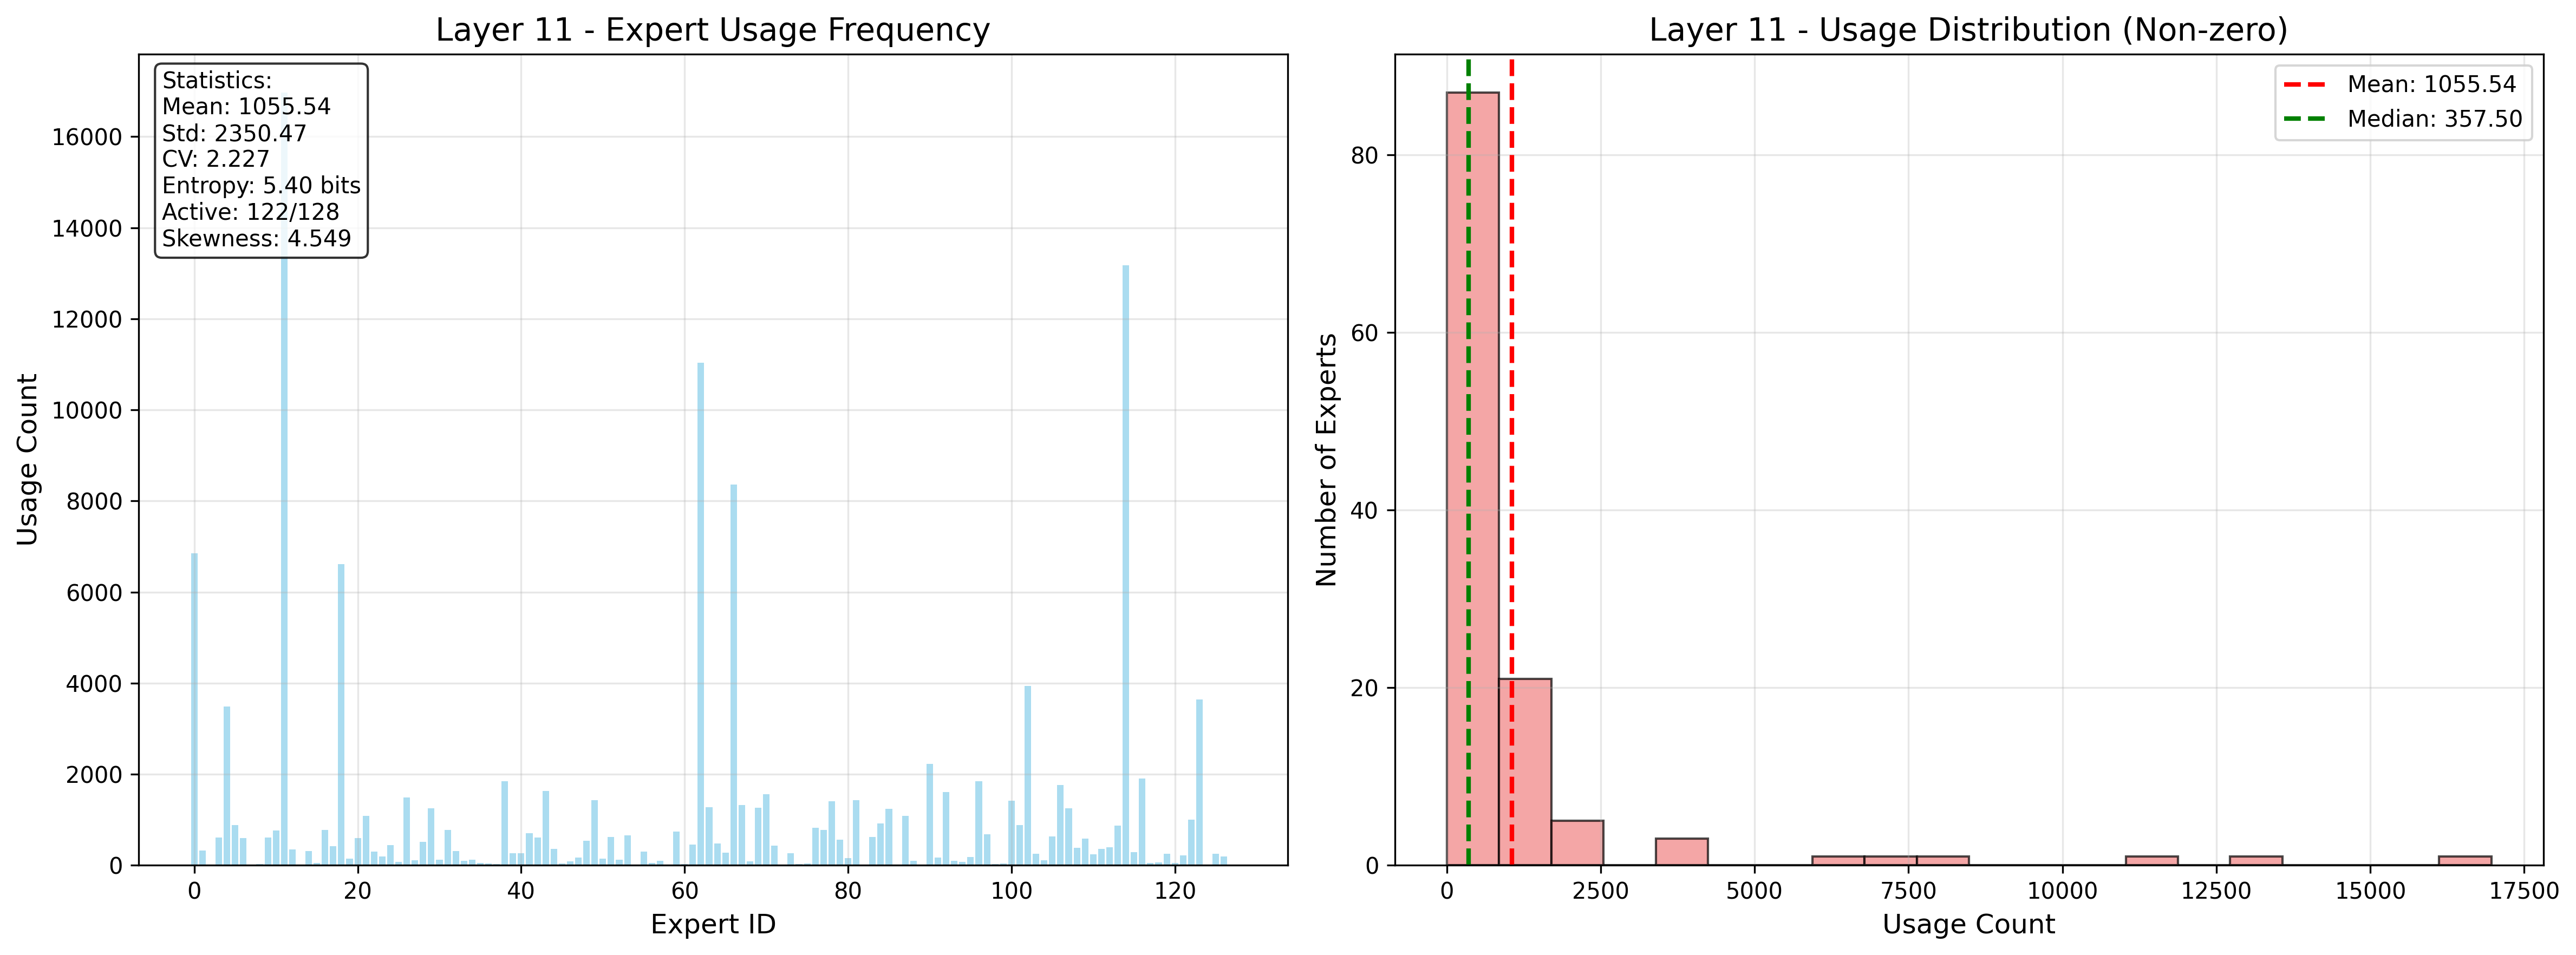 Layer 11 - Expert Usage Frequency
Statistics:
Mean: 1055.54
Std: 2350.47
CV: 2.227
Entropy: 5.40 bits
Active: 122/128
Skewness: 4.549
Usage Count
16000
14000
12000
10000
8000
6000
4000
2000
0
0 20 40 60 80 100 120
Expert ID
Layer 11 - Usage Distribution (Non-zero)
Mean: 1055.54
Median: 357.50
Number of Experts
80
60
40
20
0
0 2500 5000 7500 10000 12500 15000 17500
Usage Count